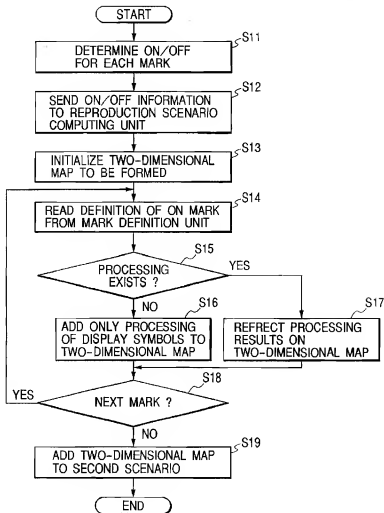 START
S11
DETERMINE ON/OFF
FOR EACH MARK
S12
SEND ON/OFF INFORMATION
TO REPRODUCTION SCENARIO
COMPUTING UNIT
S13
INITIALIZE TWO-DIMENSIONAL
MAP TO BE FORMED
S14
READ DEFINITION OF ON MARK
FROM MARK DEFINITION UNIT
S15
PROCESSING
EXISTS ?
YES
NO
S16
ADD ONLY PROCESSING
OF DISPLAY SYMBOLS TO
TWO-DIMENSIONAL MAP
S17
REFRECT PROCESSING
RESULTS ON
TWO-DIMENSIONAL MAP
S18
NEXT MARK ?
YES
NO
S19
ADD TWO-DIMENSIONAL MAP
TO SECOND SCENARIO
END